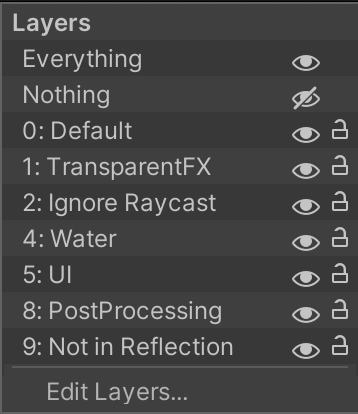 Layers
Everything
Nothing
0: Default
1: TransparentFX
2: Ignore Raycast
4: Water
5: UI
8: PostProcessing
9: Not in Reflection
Edit Layers...